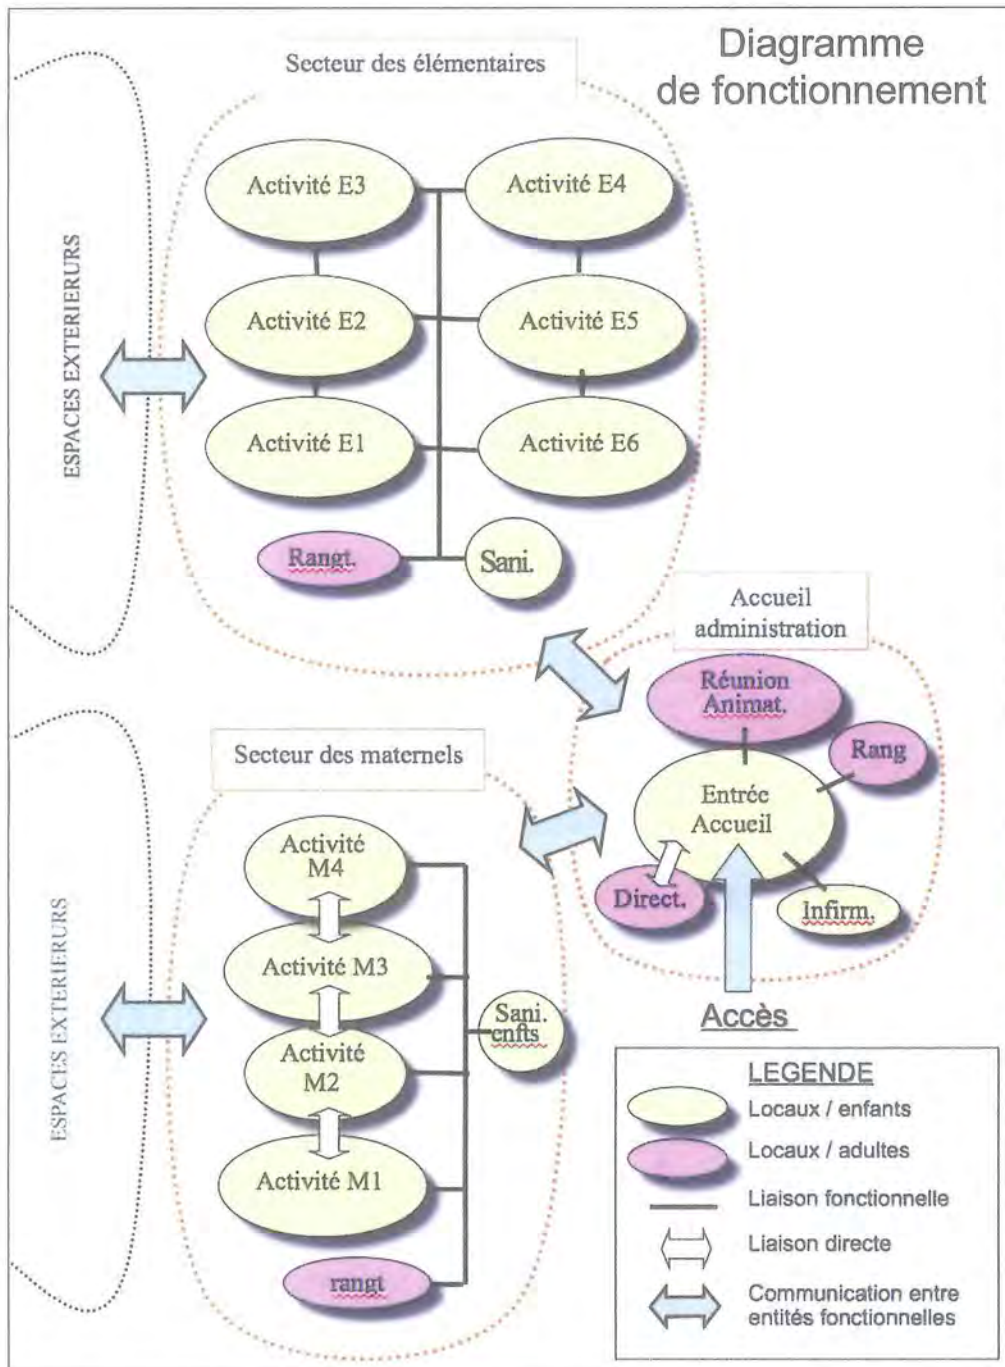 Diagramme
de fonctionnement
Secteur des élémentaires
ESPACES EXTERIERURS
Activité E3
Activité E4
Activité E2
Activité E5
Activité E1
Activité E6
Rangt.
Sani.
Accueil
administration
Réunion
Animat.
Rang
Entrée
Accueil
Direct.
Infirm.
Accès
Secteur des maternels
ESPACES EXTERIERURS
Activité
M4
Activité M3
Activité
M2
Activité M1
Sani.
enfts
rangt
LEGENDE
Locaux / enfants
Locaux / adultes
Liaison fonctionnelle
Liaison directe
Communication entre
entités fonctionnelles